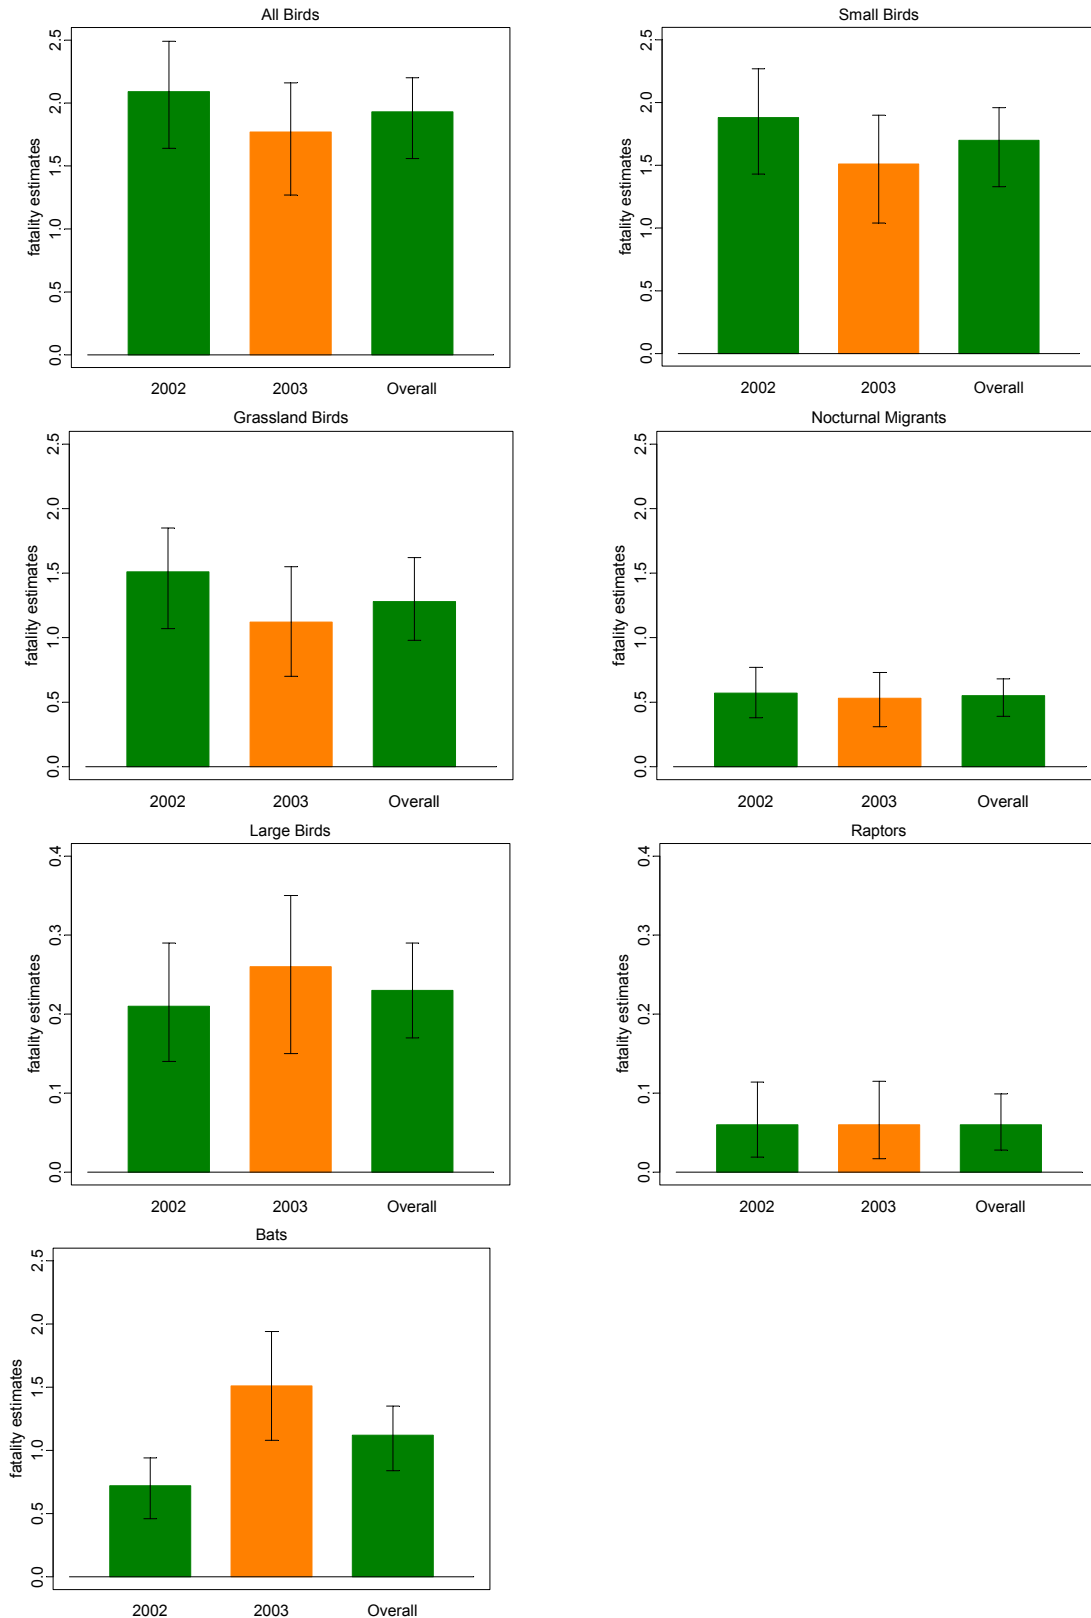 All Birds
fatality estimates
2.5
2.0
1.5
1.0
0.5
0.0
2002 2003 Overall
Small Birds
fatality estimates
2.5
2.0
1.5
1.0
0.5
0.0
2002 2003 Overall
Grassland Birds
fatality estimates
2.5
2.0
1.5
1.0
0.5
0.0
2002 2003 Overall
Nocturnal Migrants
fatality estimates
2.5
2.0
1.5
1.0
0.5
0.0
2002 2003 Overall
Large Birds
fatality estimates
0.4
0.3
0.2
0.1
0.0
2002 2003 Overall
Raptors
fatality estimates
0.4
0.3
0.2
0.1
0.0
2002 2003 Overall
Bats
fatality estimates
2.5
2.0
1.5
1.0
0.5
0.0
2002 2003 Overall